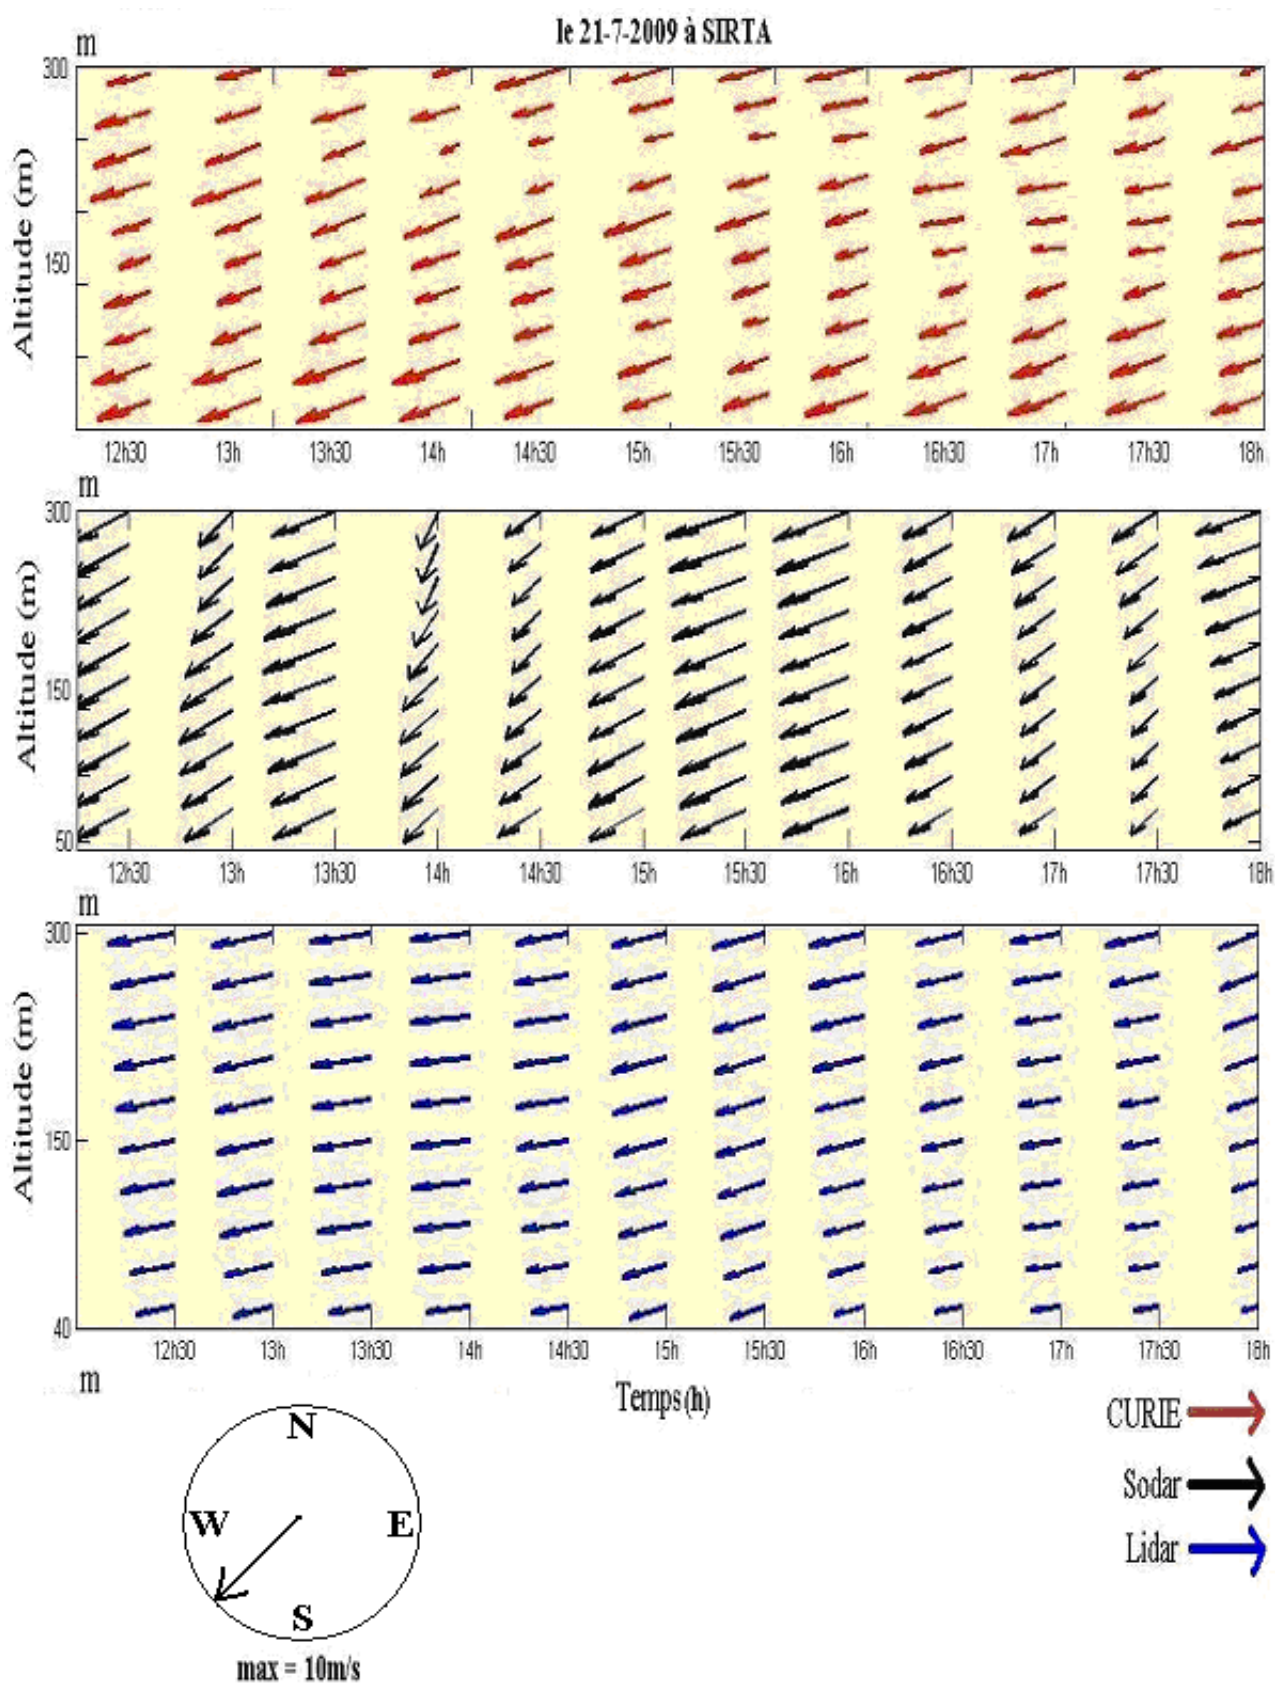 le 21-7-2009 à SIRTA
m
300
150
Altitude (m)
12h30 13h 13h30 14h 14h30 15h 15h30 16h 16h30 17h 17h30 18h
m
300
150
50
Altitude (m)
12h30 13h 13h30 14h 14h30 15h 15h30 16h 16h30 17h 17h30 18h
m
300
150
40
Altitude (m)
12h30 13h 13h30 14h 14h30 15h 15h30 16h 16h30 17h 17h30 18h
m
Temps (h)
N
W E
S
max = 10m/s
CURIE
Sodar
Lidar